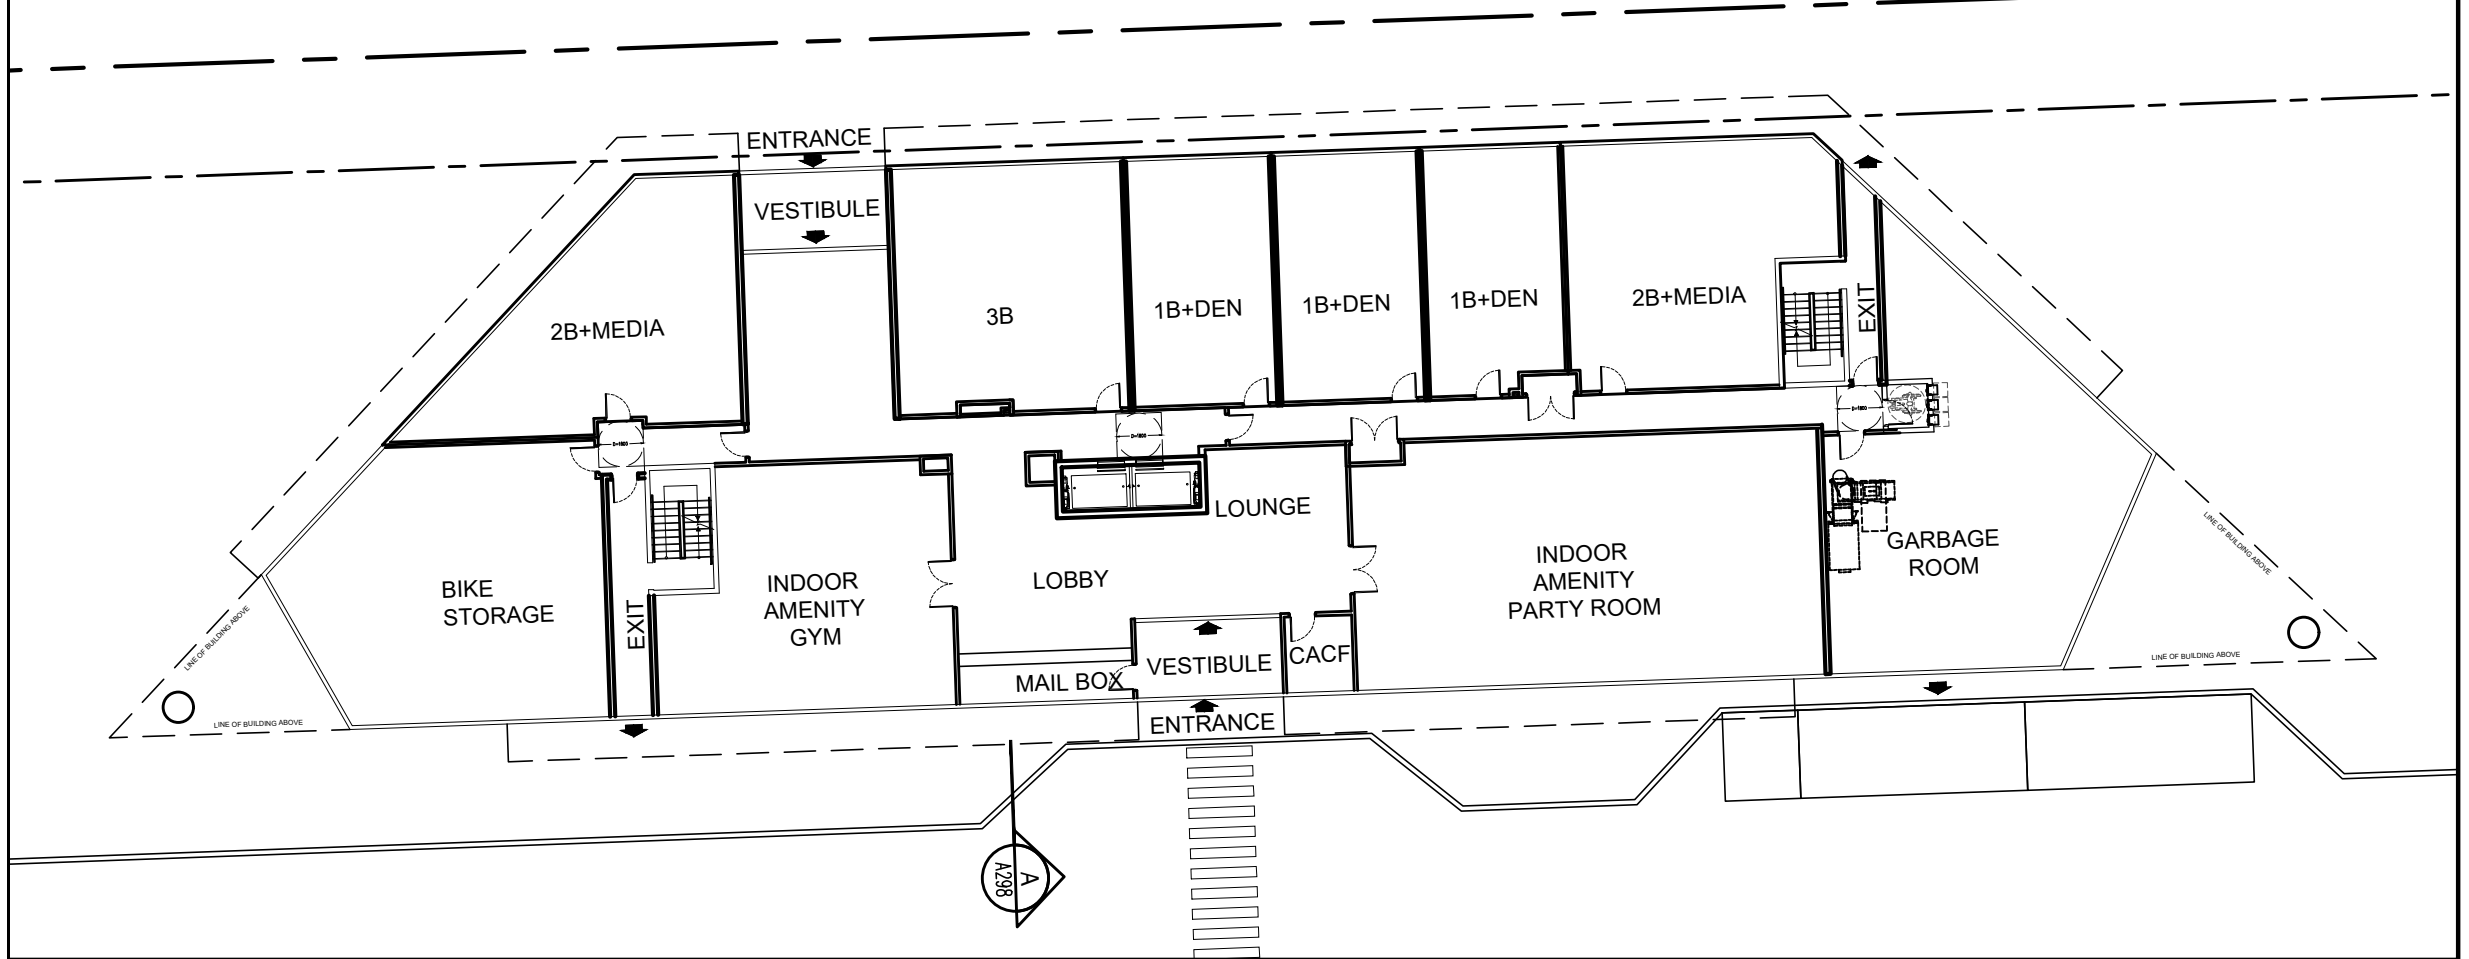 ENTRANCE
VESTIBULE
2B+MEDIA
3B
1B+DEN
1B+DEN
1B+DEN
2B+MEDIA
EXIT
LOUNGE
LOBBY
BIKE
STORAGE
EXIT
INDOOR
AMENITY
GYM
INDOOR
AMENITY
PARTY ROOM
GARBAGE
ROOM
MAIL BOX
VESTIBULE
CACF
ENTRANCE
LINE OF BUILDING ABOVE
LINE OF BUILDING ABOVE
LINE OF BUILDING ABOVE
LINE OF BUILDING ABOVE
A
A298